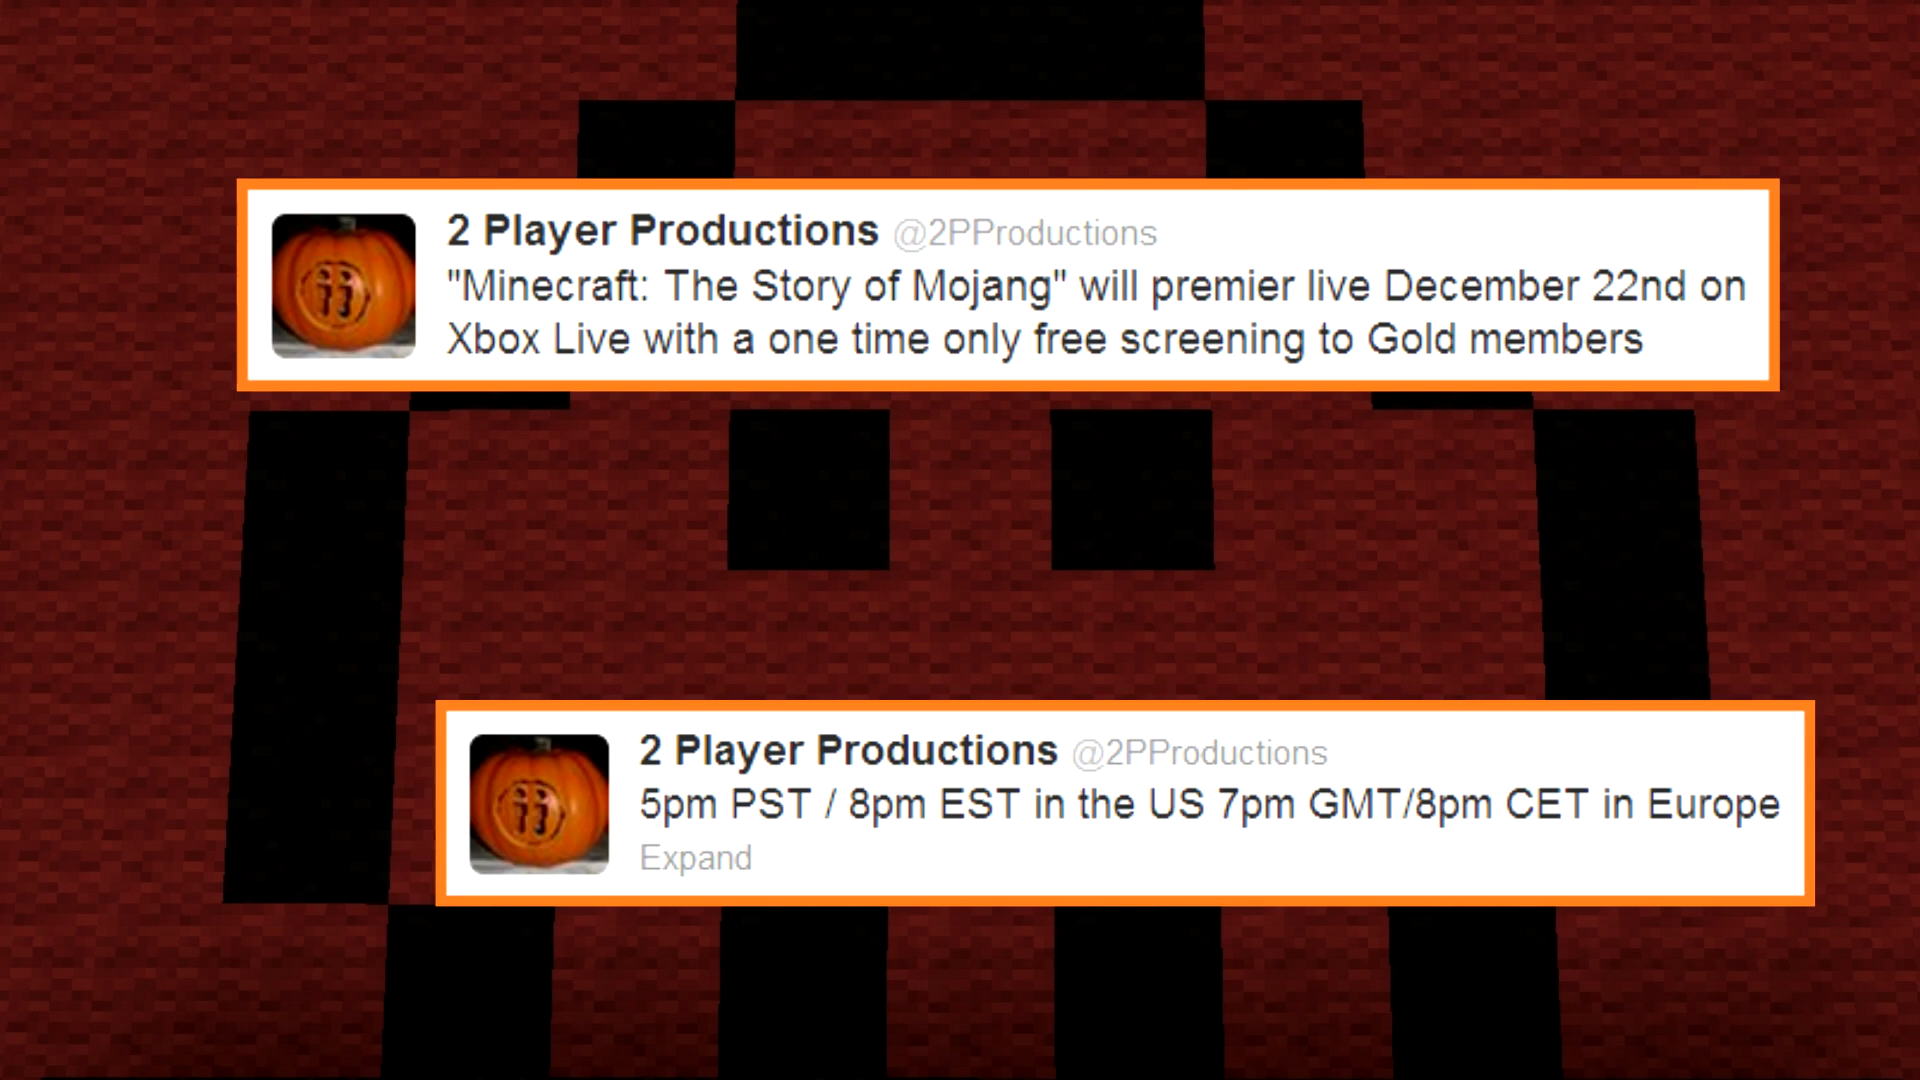 2 Player Productions @2PProductions
"Minecraft: The Story of Mojang" will premier live December 22nd on
Xbox Live with a one time only free screening to Gold members
2 Player Productions @2PProductions
5pm PST / 8pm EST in the US 7pm GMT/8pm CET in Europe
Expand